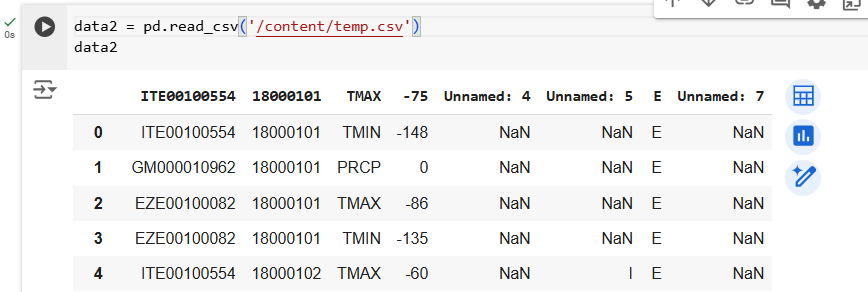 0s
data2 = pd.read_csv('/content/temp.csv')
data2
ITE00100554 18000101 TMAX -75 Unnamed: 4 Unnamed: 5 E Unnamed: 7
0 ITE00100554 18000101 TMIN -148 NaN NaN E NaN
1 GM000010962 18000101 PRCP 0 NaN NaN E NaN
2 EZE00100082 18000101 TMAX -86 NaN NaN E NaN
3 EZE00100082 18000101 TMIN -135 NaN NaN E NaN
4 ITE00100554 18000102 TMAX -60 NaN I E NaN